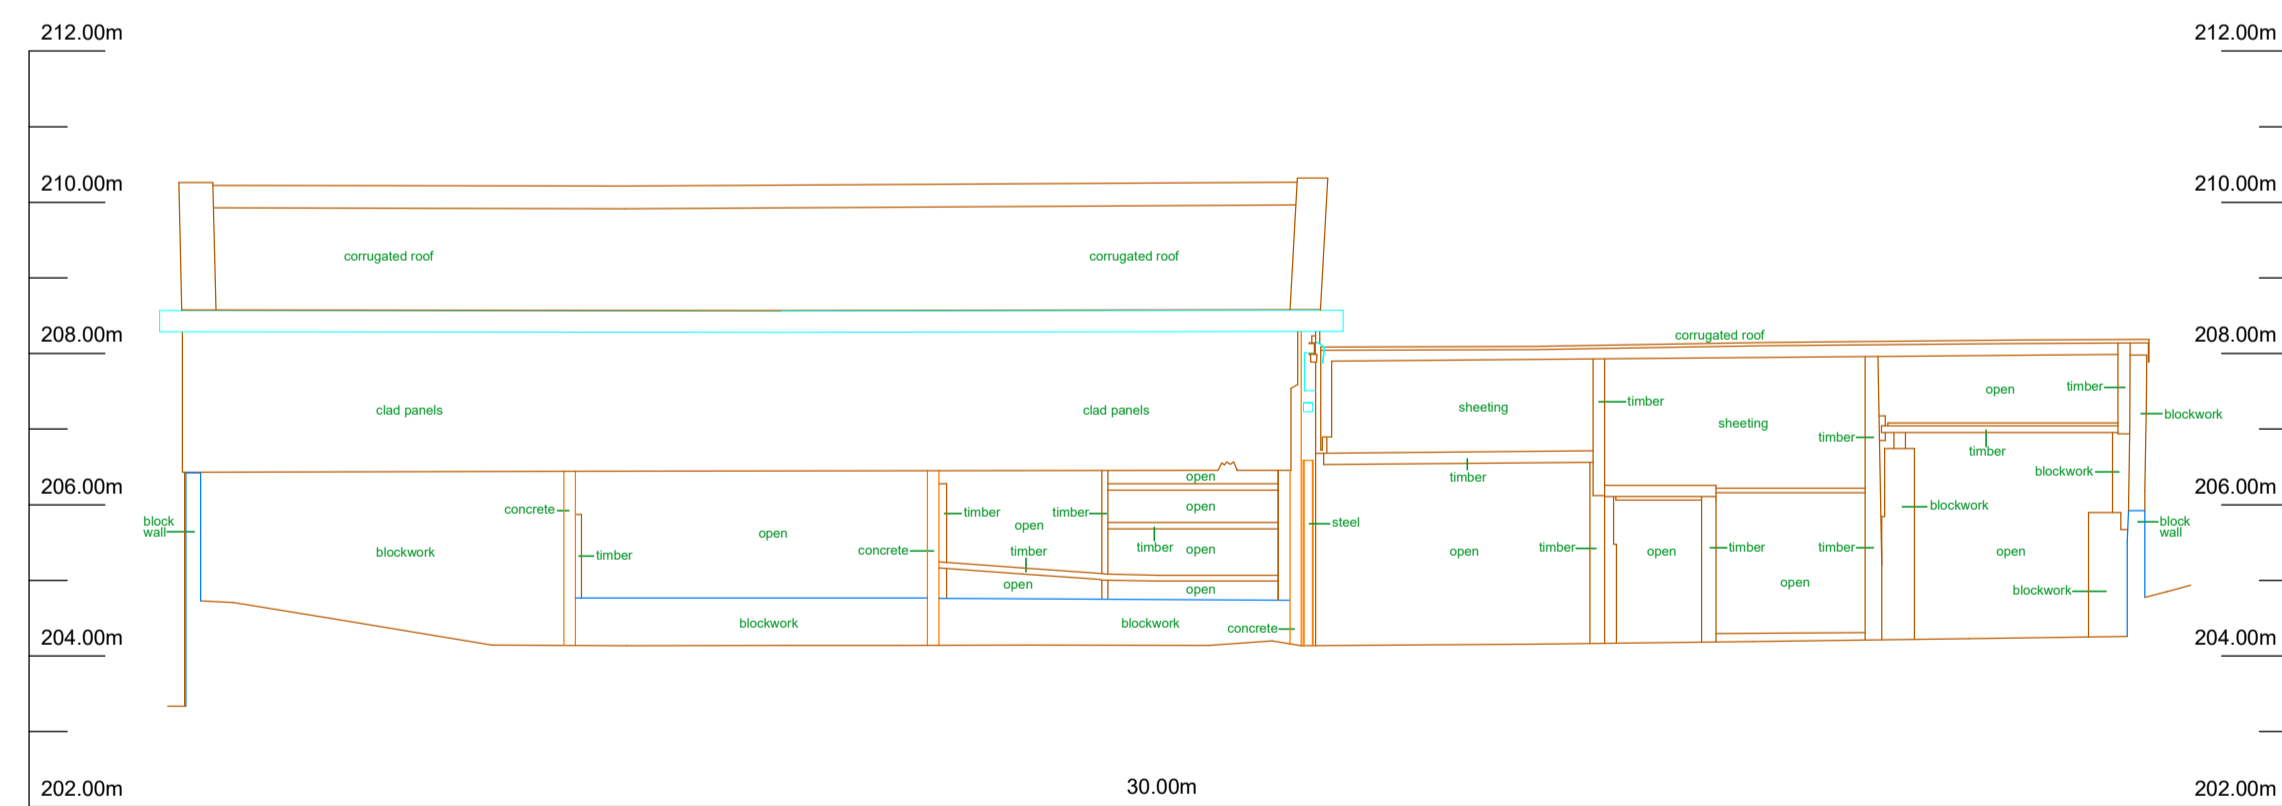 212.00m
212.00m
210.00m
210.00m
corrugated roof
corrugated roof
208.00m
corrugated roof
208.00m
clad panels
clad panels
sheeting
timber
sheeting
open
timber
blockwork
timber
timber
blockwork
206.00m
open
timber
206.00m
block
wall
concrete
blockwork
timber
open
concrete
timber
open
timber
timber
open
timber
open
open
open
steel
open
timber
open
timber
open
timber
blockwork
open
blockwork
block
wall
204.00m
blockwork
blockwork
concrete
204.00m
202.00m
30.00m
202.00m